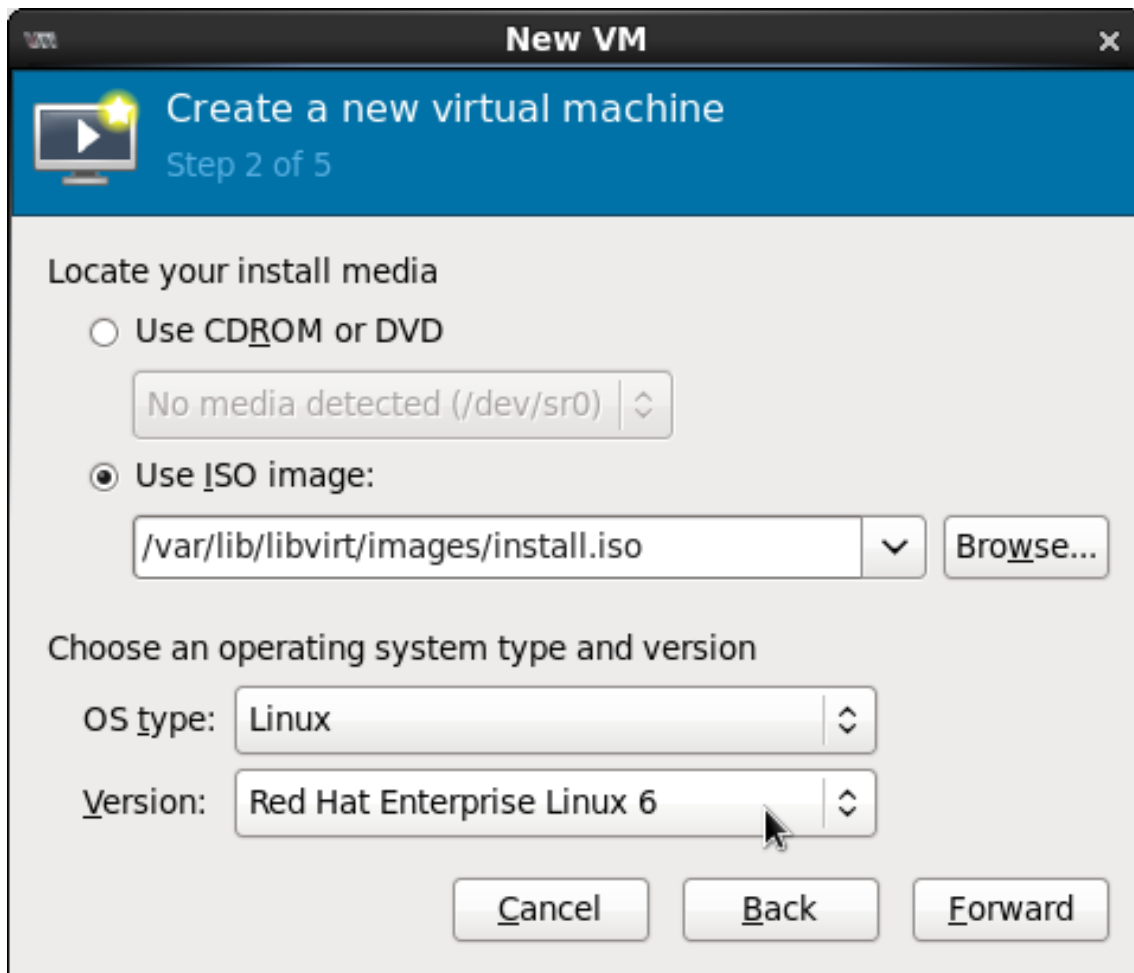 New VM
Create a new virtual machine
Step 2 of 5
Locate your install media
Use CDROM or DVD
No media detected (/dev/sr0)
Use ISO image:
/var/lib/libvirt/images/install.iso
Browse...
Choose an operating system type and version
OS type: Linux
Version: Red Hat Enterprise Linux 6
Cancel Back Forward